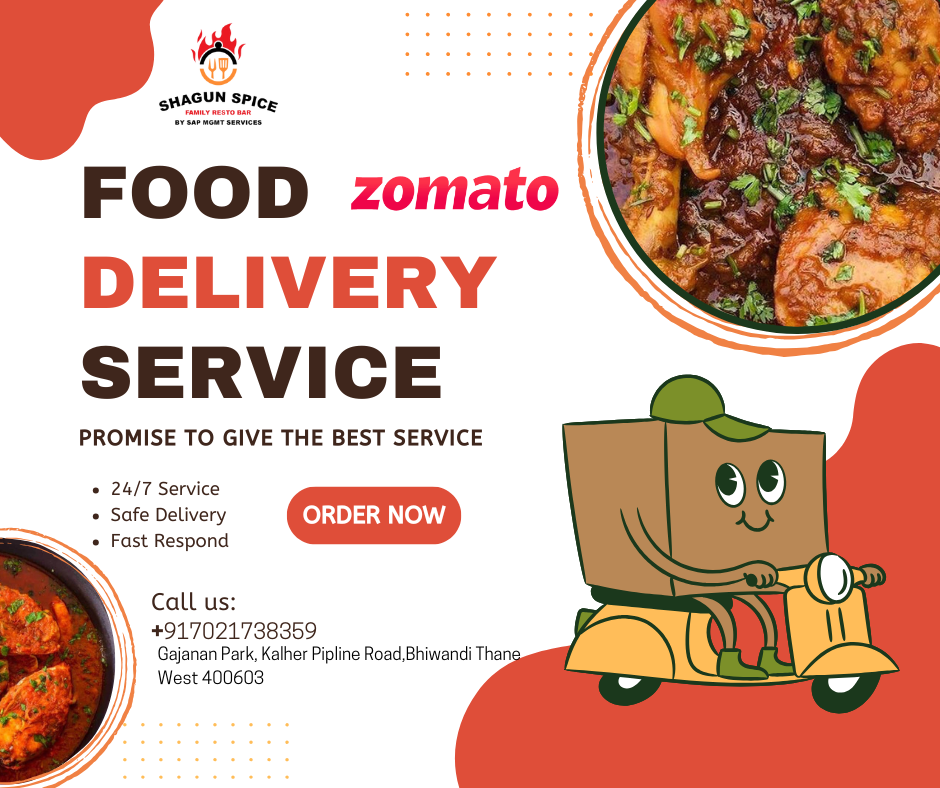 SHAGUN SPICE
FAMILY RESTO BAR
BY SAP MGMT SERVICES
FOOD
zomato
DELIVERY
SERVICE
PROMISE TO GIVE THE BEST SERVICE
• 24/7 Service
• Safe Delivery
• Fast Respond
ORDER NOW
Call us:
+917021738359
Gajanan Park, Kalher Pipline Road,Bhiwandi Thane
West 400603